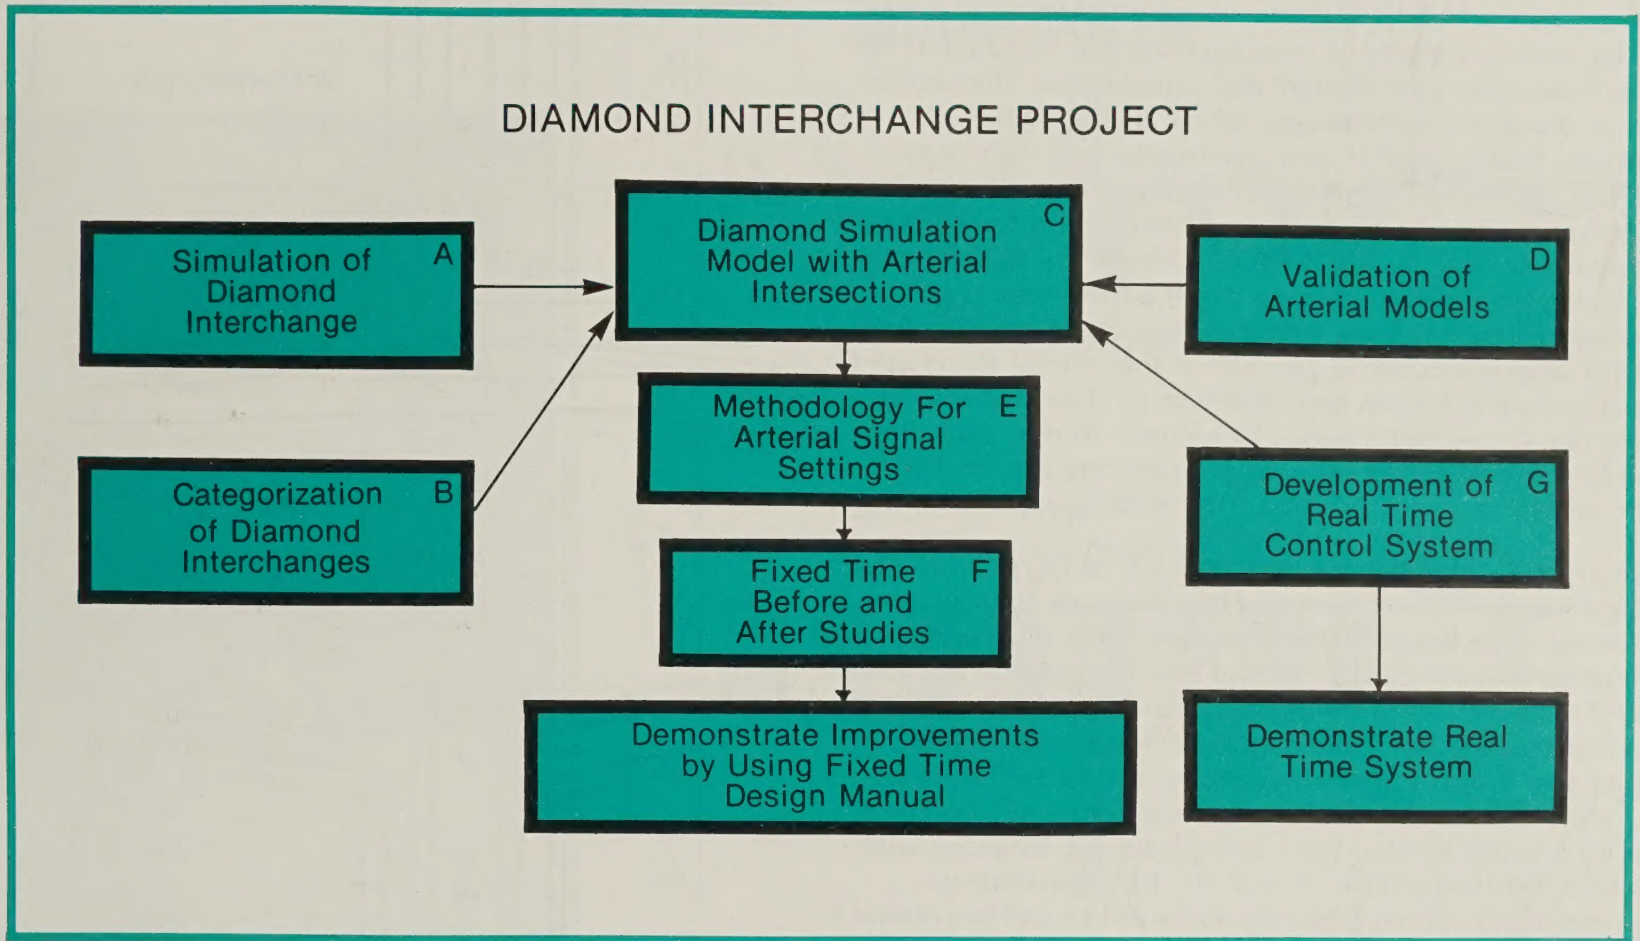 DIAMOND INTERCHANGE PROJECT
Simulation of A
Diamond
Interchange
Diamond Simulation C
Model with Arterial
Intersections
Validation of D
Arterial Models
Categorization B
of Diamond
Interchanges
Methodology For E
Arterial Signal
Settings
Development of G
Real Time
Control System
Fixed Time F
Before and
After Studies
Demonstrate Improvements
by Using Fixed Time
Design Manual
Demonstrate Real
Time System